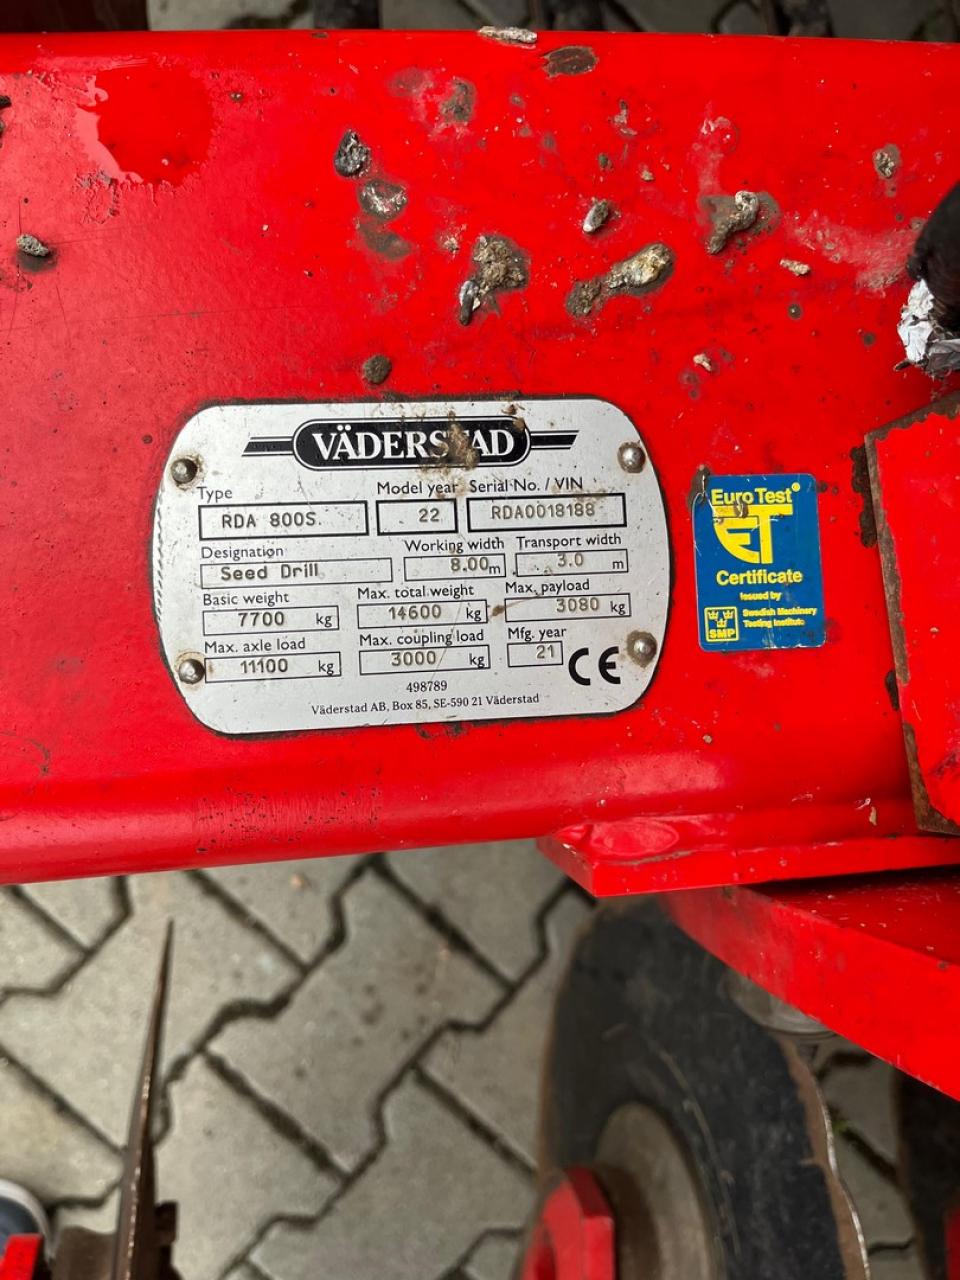 VÄDERSTAD
Type Model year Serial No. / VIN
RDA 800S. 22 RDA0018188
Designation Working width Transport width
Seed Drill 8.00 m 3.0 m
Basic weight Max. total weight Max. payload
7700 kg 14600 kg 3080 kg
Max. axle load Max. coupling load Mfg. year
11100 kg 3000 kg 21 CE
498789
Väderstad AB, Box 85, SE-590 21 Väderstad
Euro Test®
ET
Certificate
Issued by
Swedish Machinery
Testing Institute
SMP